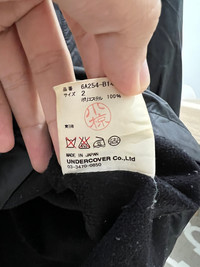 品番 6A254-B1
サイズ 2
ポリエステル 100%
MADE IN JAPAN
UNDERCOVER Co.,Ltd
03-3470-0850